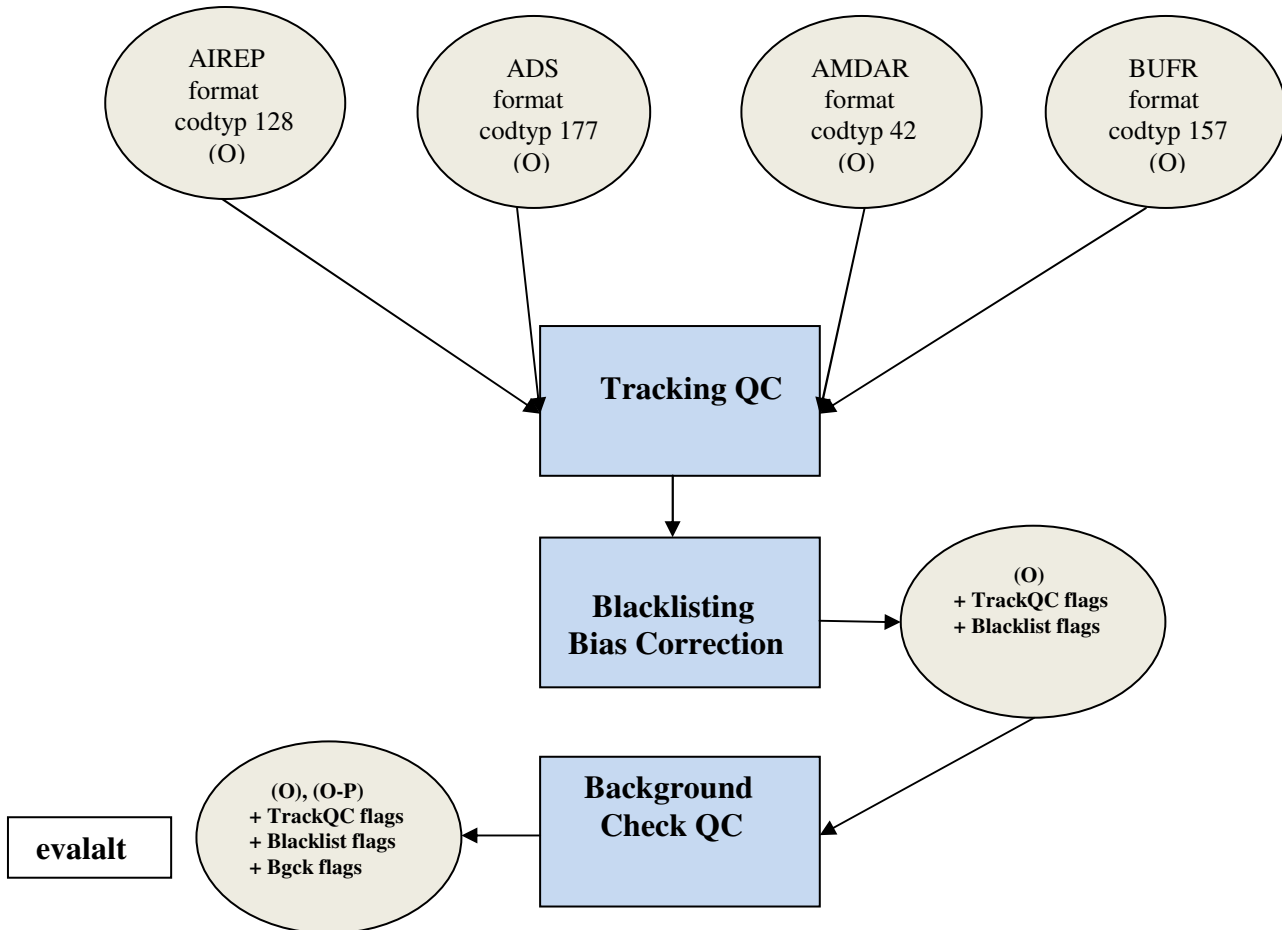 AIREP
format
codtyp 128
(O)
ADS
format
codtyp 177
(O)
AMDAR
format
codtyp 42
(O)
BUFR
format
codtyp 157
(O)
Tracking QC
Blacklisting
Bias Correction
(O)
+ TrackQC flags
+ Blacklist flags
Background
Check QC
(O), (O-P)
+ TrackQC flags
+ Blacklist flags
+ Bgck flags
evalalt